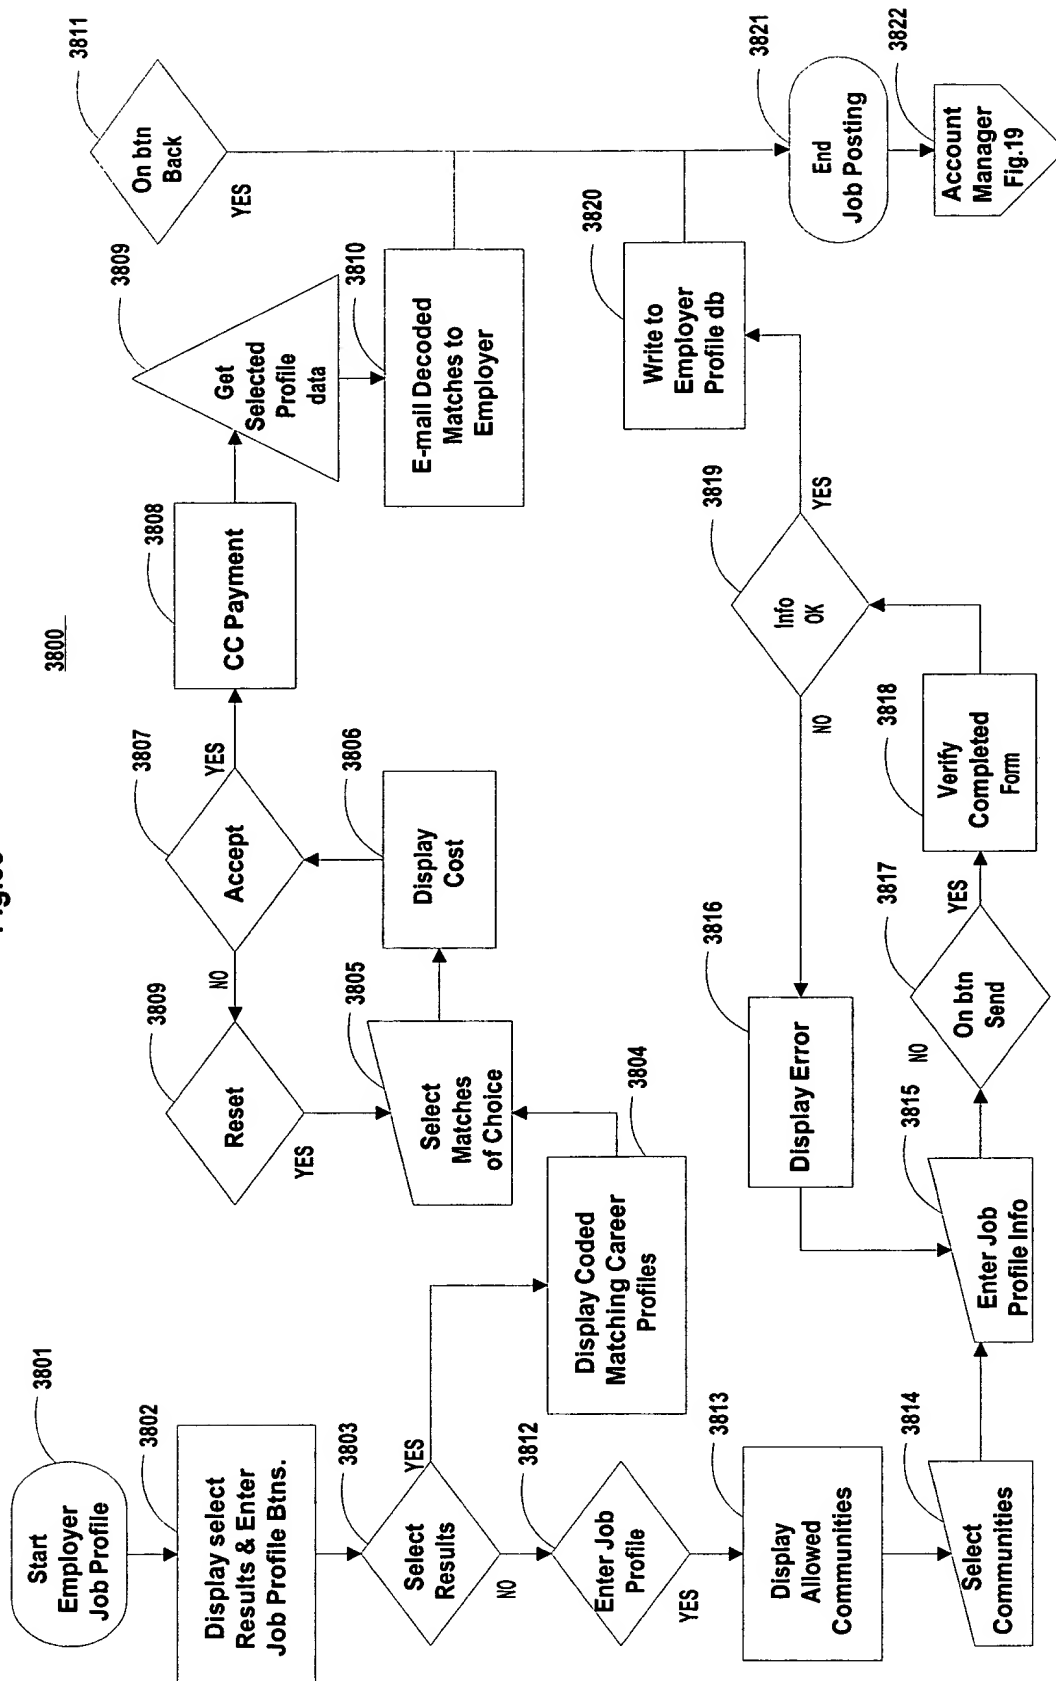 3800
3801
Start
Employer
Job Profile
3802
Display select
Results & Enter
Job Profile Btns.
3803
Select
Results
YES
NO
3804
Display Coded
Matching Career
Profiles
3805
Select
Matches
of Choice
3806
Display
Cost
3807
Accept
YES
NO
3809
Reset
YES
3808
CC Payment
3809
Get
Selected
Profile
data
3810
E-mail Decoded
Matches to
Employer
3811
On btn
Back
YES
3812
Enter Job
Profile
YES
3813
Display
Allowed
Communities
3814
Select
Communities
3815
Enter Job
Profile Info
3816
Display Error
3817
On btn
Send
NO
YES
3818
Verify
Completed
Form
3819
Info
OK
NO
YES
3820
Write to
Employer
Profile db
3821
End
Job Posting
3822
Account
Manager
Fig.19